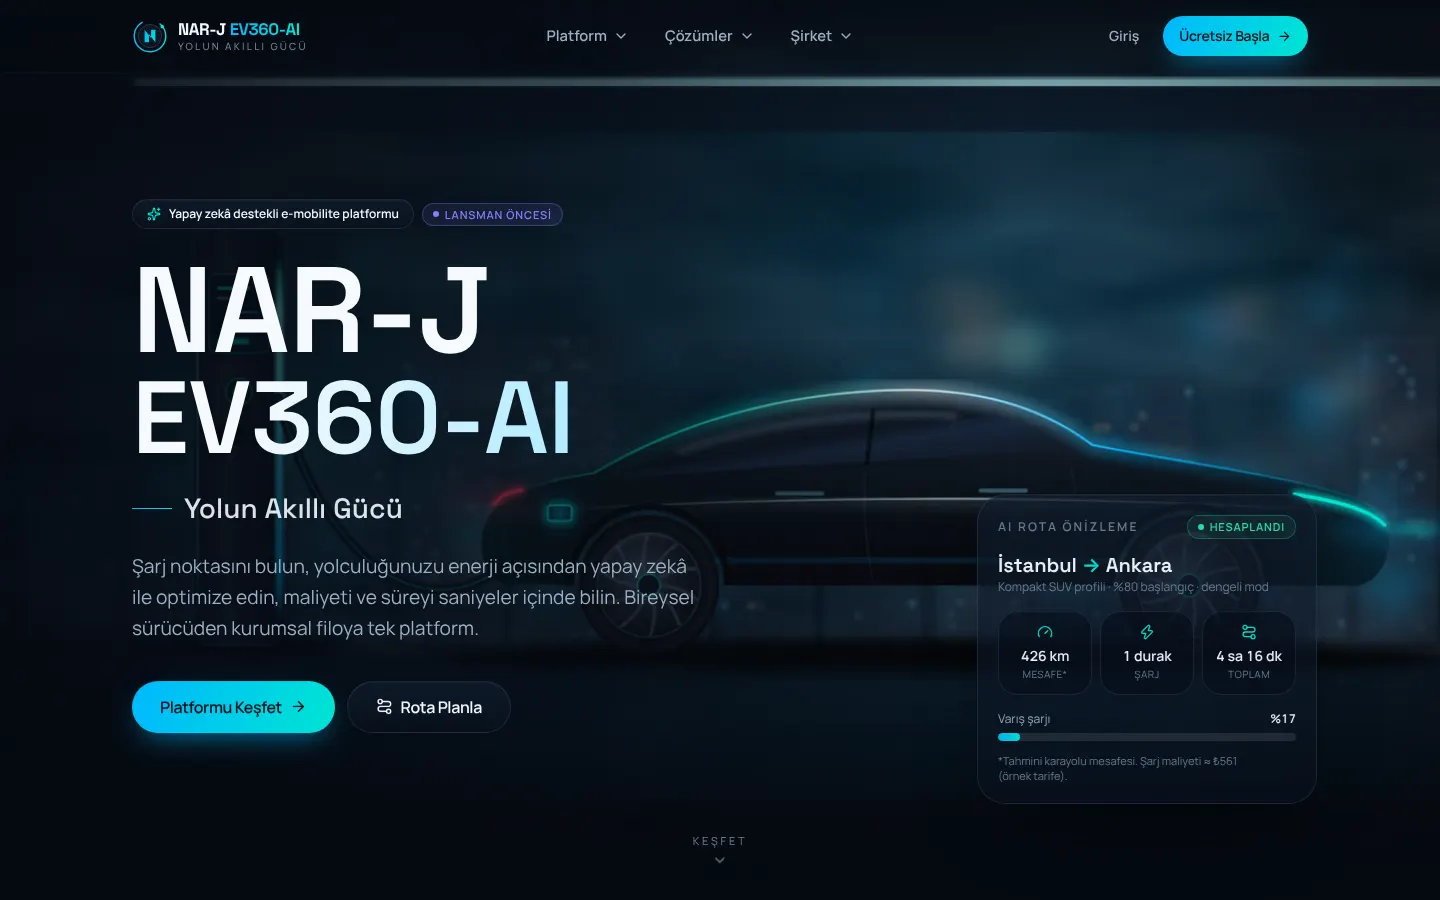 NAR-J EV360-AI
YOLUN AKILLI GÜCÜ
Platform
Çözümler
Şirket
Giriş
Ücretsiz Başla
Yapay zekâ destekli e-mobilite platformu
LANSMAN ÖNCESİ
NAR-J
EV360-AI
Yolun Akıllı Gücü
Şarj noktasını bulun, yolculuğunuzu enerji açısından yapay zekâ
ile optimize edin, maliyeti ve süreyi saniyeler içinde bilin. Bireysel
sürücüden kurumsal filoya tek platform.
Platformu Keşfet
Rota Planla
AI ROTA ÖNİZLEME
HESAPLANDI
İstanbul → Ankara
Kompakt SUV profili · %80 başlangıç · dengeli mod
426 km
MESAFE*
1 durak
ŞARJ
4 sa 16 dk
TOPLAM
Varış şarjı
%17
*Tahmini karayolu mesafesi. Şarj maliyeti ≈ ₺561
(örnek tarife).
KEŞFET